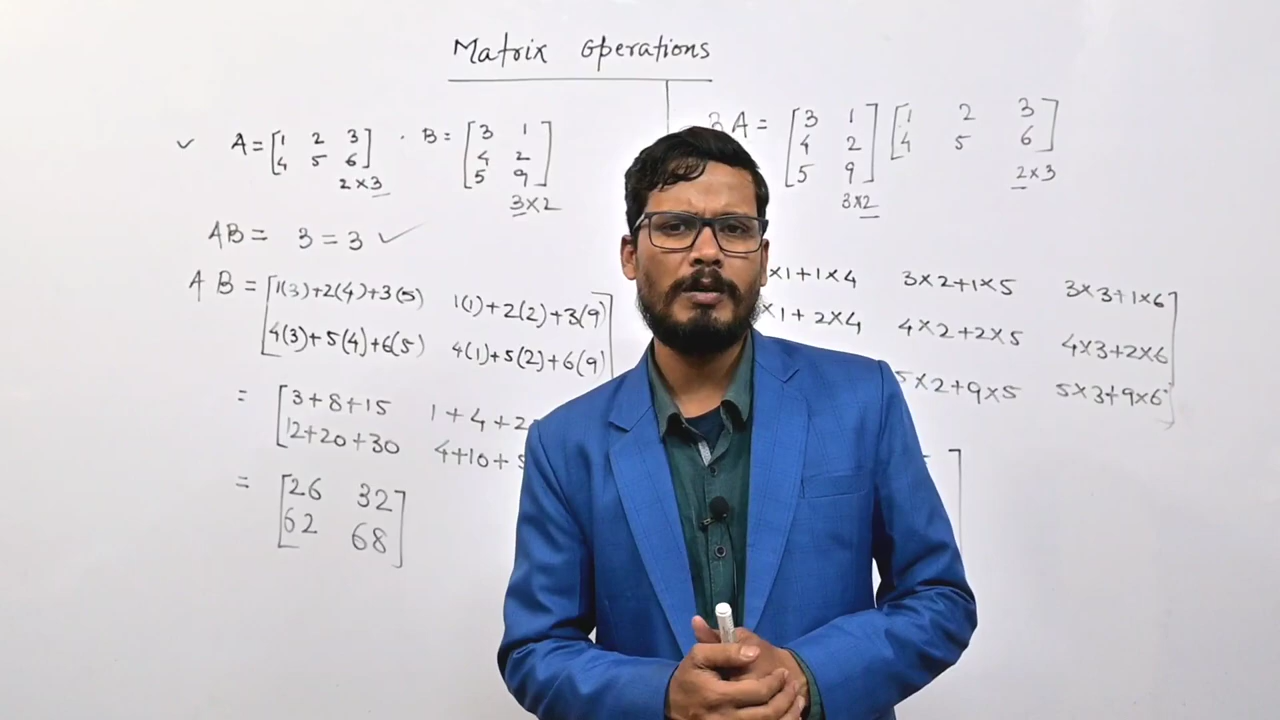 Matrix Operations
A = [1 2 3
4 5 6]
2×3
. B = [3 1
4 2
5 9]
3×2
AB = 3 = 3 ✓
AB = [1(3)+2(4)+3(5) 1(1)+2(2)+3(9)
4(3)+5(4)+6(5) 4(1)+5(2)+6(9)]
= [3+8+15 1+4+2
12+20+30 4+10+
= [26 32
62 68]
A = [3 1
4 2
5 9]
3×2
[1 2 3
4 5 6]
2×3
×1+1×4 3×2+1×5 3×3+1×6
×1+2×4 4×2+2×5 4×3+2×6
5×2+9×5 5×3+9×6]
]